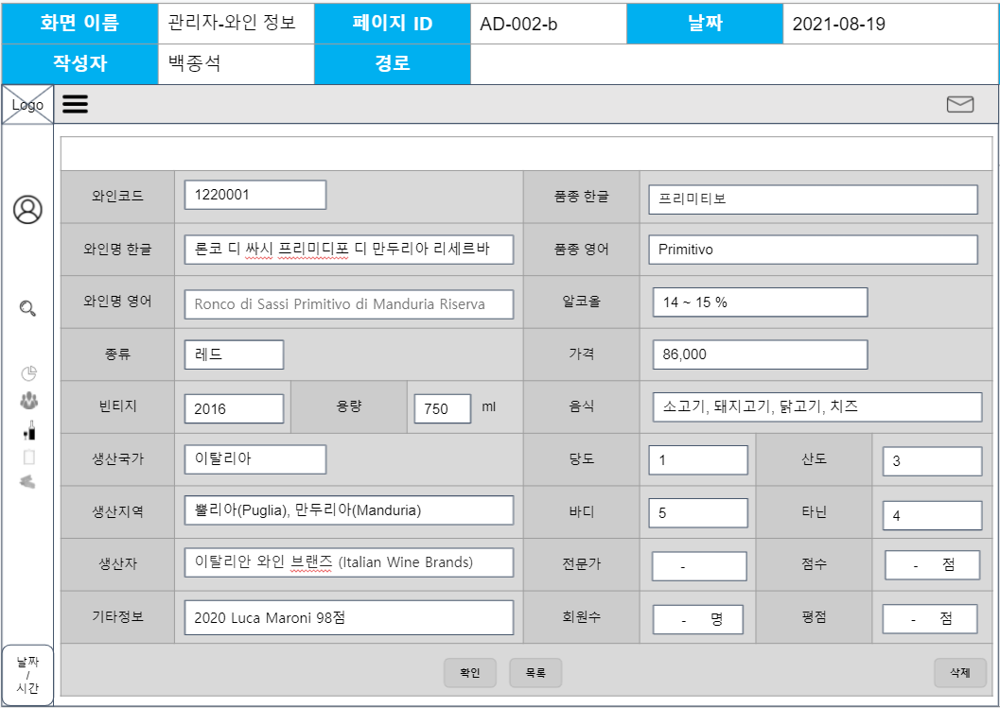 화면 이름 관리자-와인 정보 페이지 ID AD-002-b 날짜 2021-08-19
작성자 백종석 경로
Logo
와인코드 1220001 품종 한글 프리미티보
와인명 한글 론코 디 싸시 프리미디포 디 만두리아 리세르바 품종 영어 Primitivo
와인명 영어 Ronco di Sassi Primitivo di Manduria Riserva 알코올 14 ~ 15 %
종류 레드 가격 86,000
빈티지 2016 용량 750 ml 음식 소고기, 돼지고기, 닭고기, 치즈
생산국가 이탈리아 당도 1 산도 3
생산지역 뿔리아(Puglia), 만두리아(Manduria) 바디 5 타닌 4
생산자 이탈리안 와인 브랜즈 (Italian Wine Brands) 전문가 - 점수 - 점
기타정보 2020 Luca Maroni 98점 회원수 - 명 평점 - 점
확인 목록 삭제
날짜
/
시간